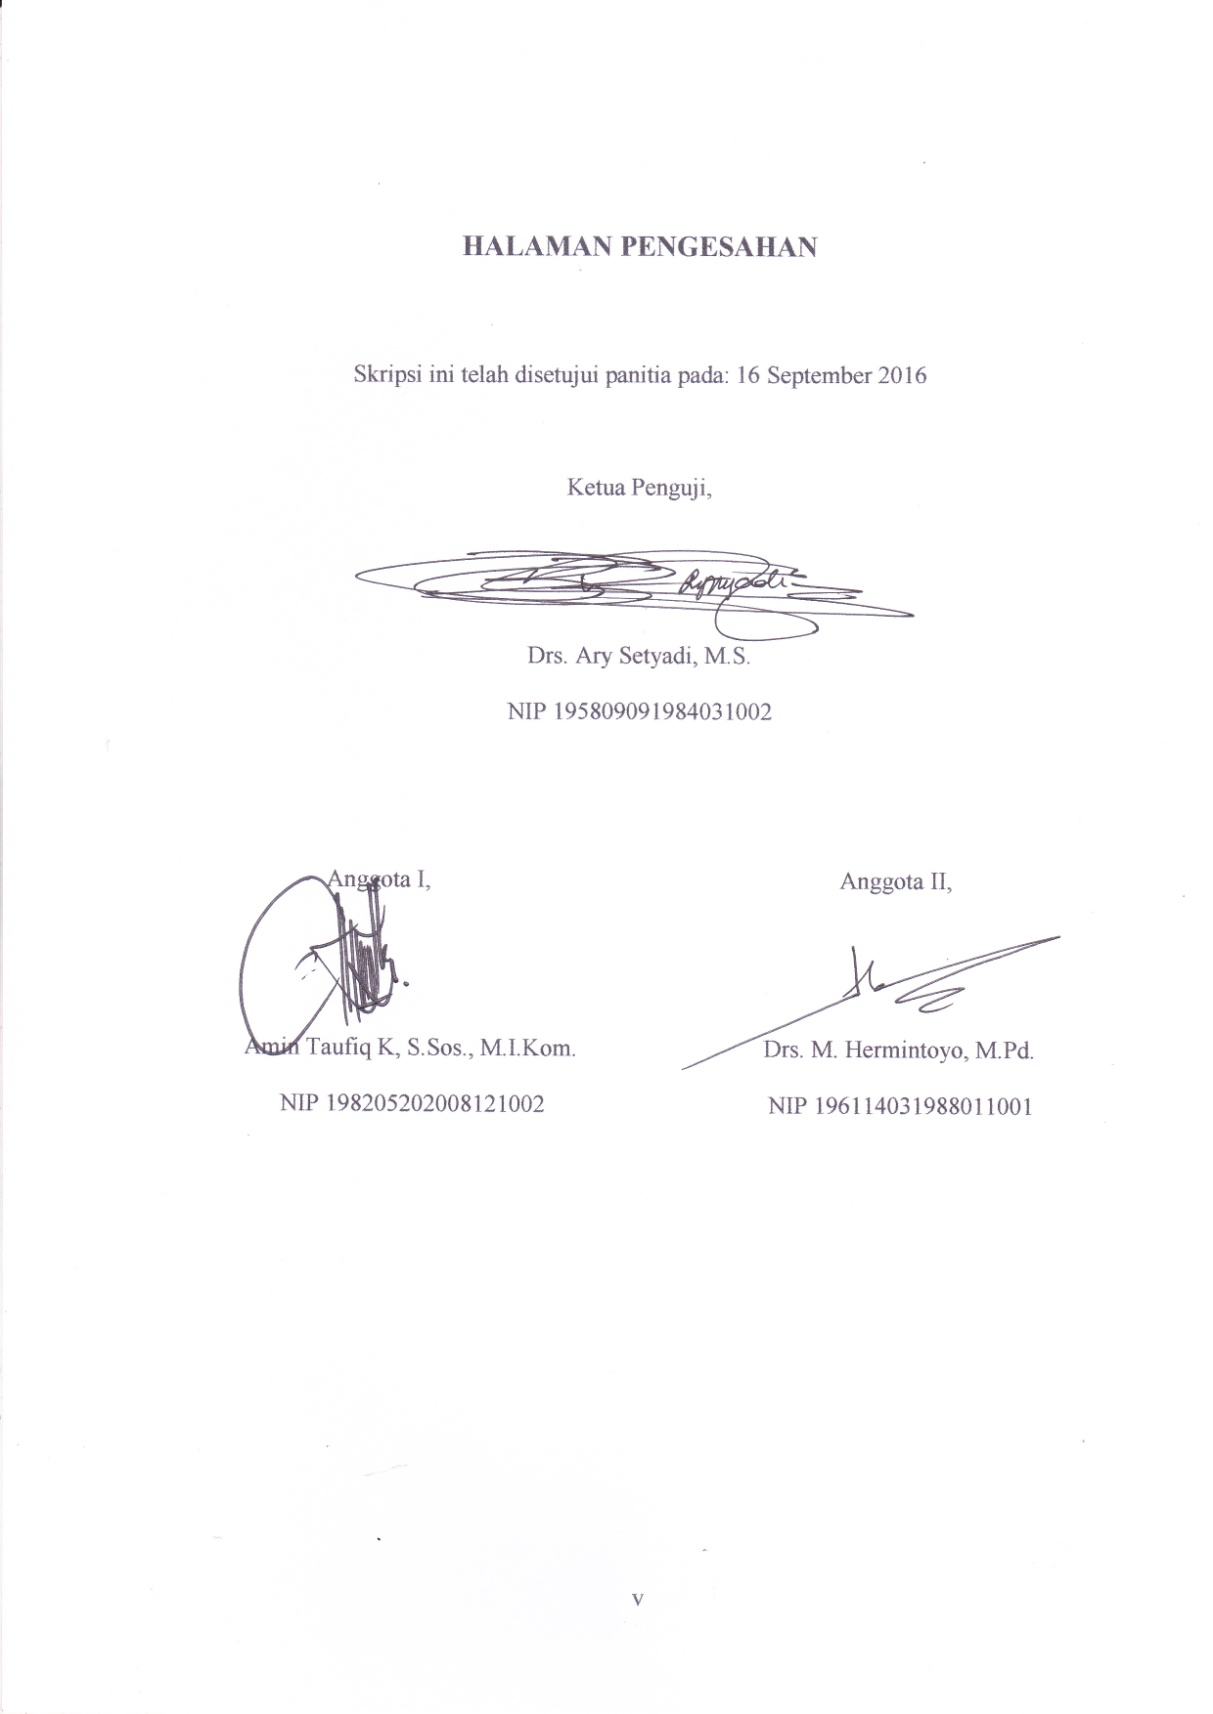 HALAMAN PENGESAHAN
Skripsi ini telah disetujui panitia pada: 16 September 2016
Ketua Penguji,
Drs. Ary Setyadi, M.S.
NIP 195809091984031002
Anggota I,
Amin Taufiq K, S.Sos., M.I.Kom.
NIP 198205202008121002
Anggota II,
Drs. M. Hermintoyo, M.Pd.
NIP 196114031988011001
v